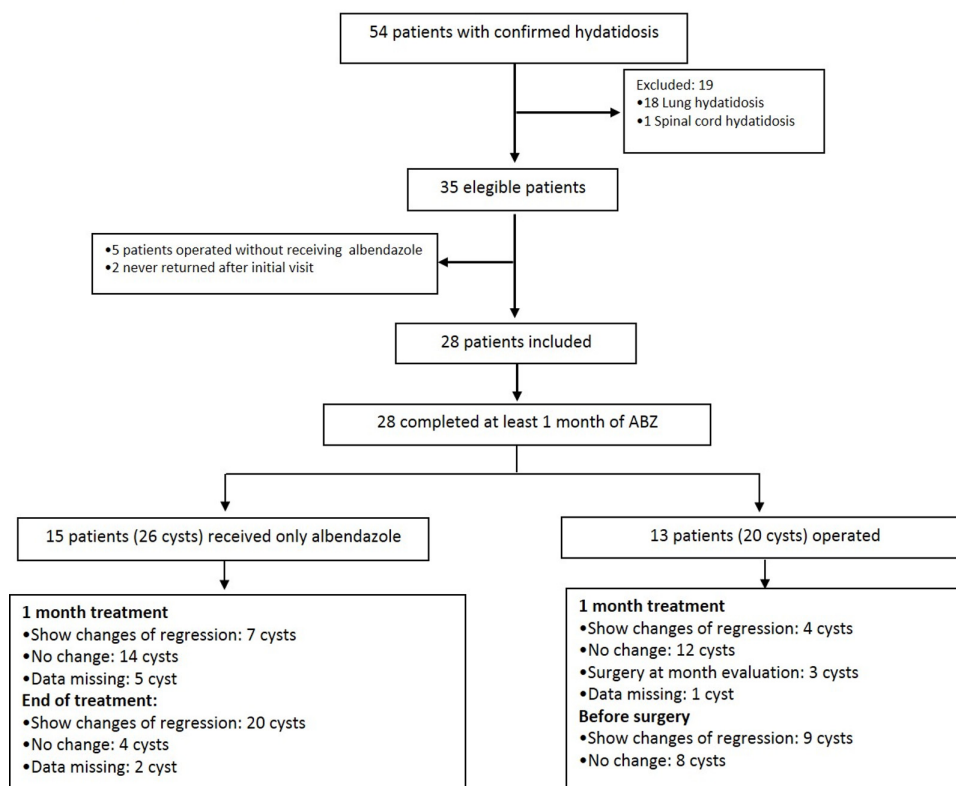 54 patients with confirmed hydatidosis
Excluded: 19
•18 Lung hydatidosis
•1 Spinal cord hydatidosis
35 elegible patients
•5 patients operated without receiving albendazole
•2 never returned after initial visit
28 patients included
28 completed at least 1 month of ABZ
15 patients (26 cysts) received only albendazole
13 patients (20 cysts) operated
1 month treatment
•Show changes of regression: 7 cysts
•No change: 14 cysts
•Data missing: 5 cyst
End of treatment:
•Show changes of regression: 20 cysts
•No change: 4 cysts
•Data missing: 2 cyst
1 month treatment
•Show changes of regression: 4 cysts
•No change: 12 cysts
•Surgery at month evaluation: 3 cysts
•Data missing: 1 cyst
Before surgery
•Show changes of regression: 9 cysts
•No change: 8 cysts